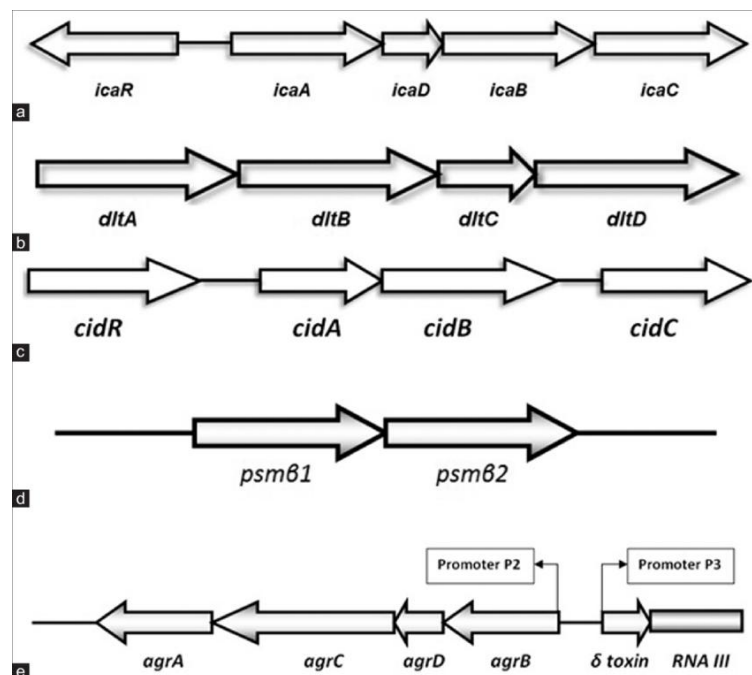 icaR icaA icaD icaB icaC
a
dltA dltB dltC dltD
b
cidR cidA cidB cidC
c
psmβ1 psmβ2
d
Promoter P2 Promoter P3
agrA agrC agrD agrB δ toxin RNA III
e